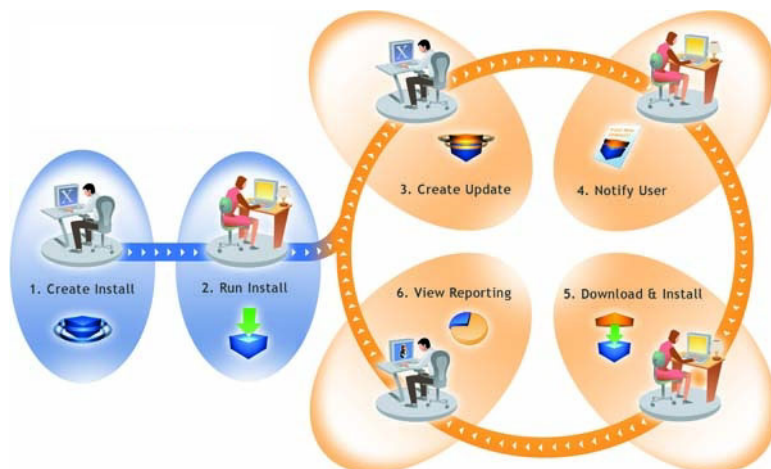 1. Create Install
2. Run Install
3. Create Update
4. Notify User
5. Download & Install
6. View Reporting
X
X